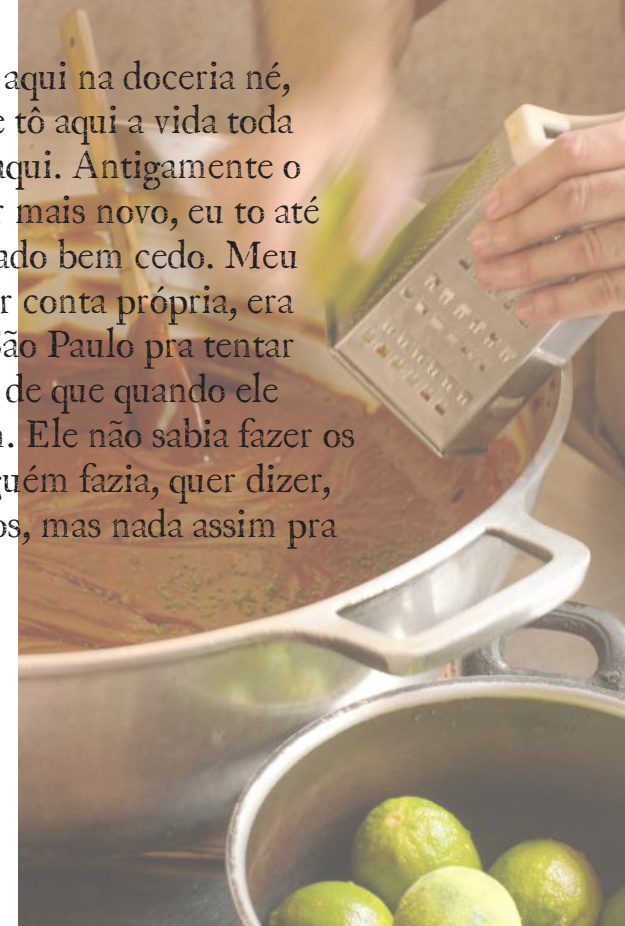 aqui na doceria né,
tô aqui a vida toda
aqui. Antigamente o
mais novo, eu to até
bem cedo. Meu
conta própria, era
São Paulo pra tentar
de que quando ele
Ele não sabia fazer os
fazia, quer dizer,
mas nada assim pra